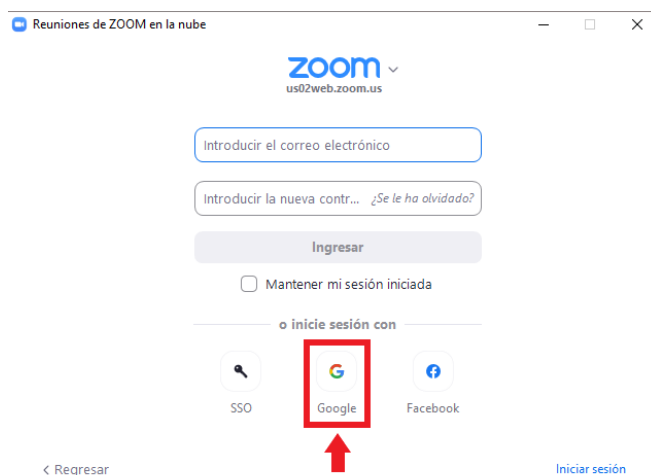 Reuniones de ZOOM en la nube
zoom
us02web.zoom.us
Introducir el correo electrónico
Introducir la nueva contr... ¿Se le ha olvidado?
Ingresar
Mantener mi sesión iniciada
o inicie sesión con
SSO Google Facebook
< Regresar Iniciar sesión